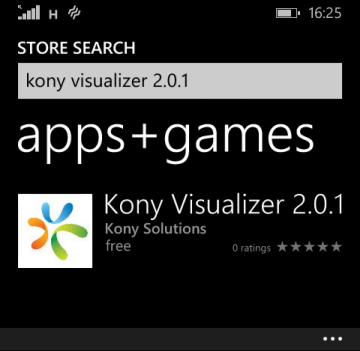 H 16:25
STORE SEARCH
kony visualizer 2.0.1
apps+games
Kony Visualizer 2.0.1
Kony Solutions
free 0 ratings